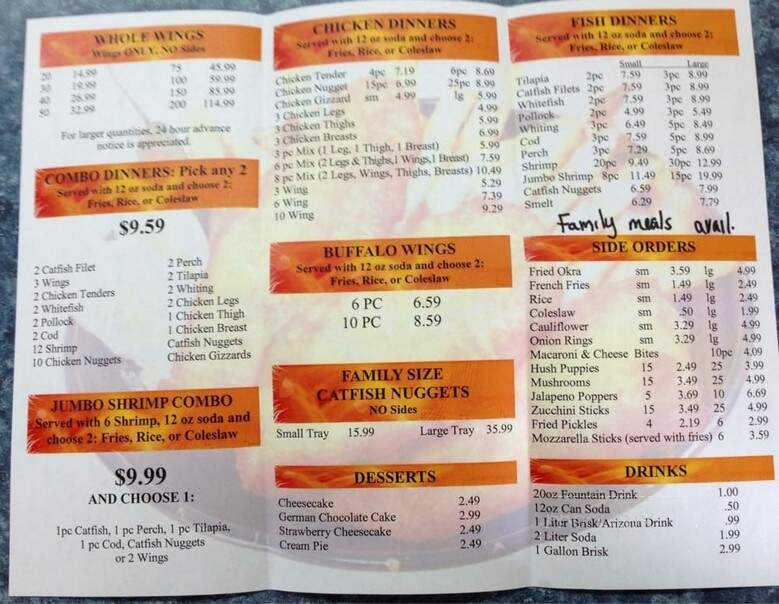 WHOLE WINGS
Wings ONLY, NO Sides
20 14.99 75 45.99
30 19.99 100 59.99
40 26.99 150 85.99
50 32.99 200 114.99
For larger quantities, 24 hour advance
notice is appreciated.
COMBO DINNERS: Pick any 2
Served with 12 oz soda and choose 2:
Fries, Rice, or Coleslaw
$9.59
2 Catfish Filet 2 Perch
3 Wings 2 Tilapia
2 Chicken Tenders 2 Whiting
2 Whitefish 2 Chicken Legs
2 Pollock 1 Chicken Thigh
2 Cod 1 Chicken Breast
12 Shrimp Catfish Nuggets
10 Chicken Nuggets Chicken Gizzards
JUMBO SHRIMP COMBO
Served with 6 Shrimp, 12 oz soda and
choose 2: Fries, Rice, or Coleslaw
$9.99
AND CHOOSE 1:
1pc Catfish, 1 pc Perch, 1 pc Tilapia,
1 pc Cod, Catfish Nuggets
or 2 Wings
CHICKEN DINNERS
Served with 12 oz soda and choose 2:
Fries, Rice, or Coleslaw
Chicken Tender 4pc 7.19 6pc 8.69
Chicken Nugget 15pc 6.99 25pc 8.99
Chicken Gizzard sm 4.99 lg 5.99
3 Chicken Legs 4.99
3 Chicken Thighs 5.99
3 Chicken Breasts 6.99
3 pc Mix (1 Leg, 1 Thigh, 1 Breast) 5.99
6 pc Mix (2 Legs & Thighs,1 Wings,1 Breast) 7.59
8 pc Mix (2 Legs, Wings, Thighs, Breasts) 10.49
3 Wing 5.29
6 Wing 7.39
10 Wing 9.29
BUFFALO WINGS
Served with 12 oz soda and choose 2:
Fries, Rice, or Coleslaw
6 PC 6.59
10 PC 8.59
FAMILY SIZE
CATFISH NUGGETS
NO Sides
Small Tray 15.99 Large Tray 35.99
DESSERTS
Cheesecake 2.49
German Chocolate Cake 2.99
Strawberry Cheesecake 2.49
Cream Pie 2.49
FISH DINNERS
Served with 12 oz soda and choose 2:
Fries, Rice, or Coleslaw
Small Large
Tilapia 2pc 7.59 3pc 8.99
Catfish Filets 2pc 7.59 3pc 8.99
Whitefish 2pc 7.59 3pc 8.99
Pollock 2pc 4.99 3pc 5.49
Whiting 3pc 6.49 5pc 8.49
Cod 3pc 7.59 5pc 8.99
Perch 3pc 7.29 5pc 8.69
Shrimp 20pc 9.49 30pc 12.99
Jumbo Shrimp 8pc 11.49 15pc 19.99
Catfish Nuggets 6.59 7.99
Smelt 6.29 7.79
Family meals avail.
SIDE ORDERS
Fried Okra sm 3.59 lg 4.99
French Fries sm 1.49 lg 2.49
Rice sm 1.49 lg 2.49
Coleslaw sm .50 lg 1.99
Cauliflower sm 3.29 lg 4.99
Onion Rings sm 3.29 lg 4.99
Macaroni & Cheese Bites 10pc 4.09
Hush Puppies 15 2.49 25 3.99
Mushrooms 15 3.49 25 4.99
Jalapeno Poppers 5 3.69 10 6.69
Zucchini Sticks 15 3.49 25 4.99
Fried Pickles 4 2.19 6 2.99
Mozzarella Sticks (served with fries) 6 3.59
DRINKS
20oz Fountain Drink 1.00
12oz Can Soda .50
1 Liter Brisk/Arizona Drink .99
2 Liter Soda 1.99
1 Gallon Brisk 2.99